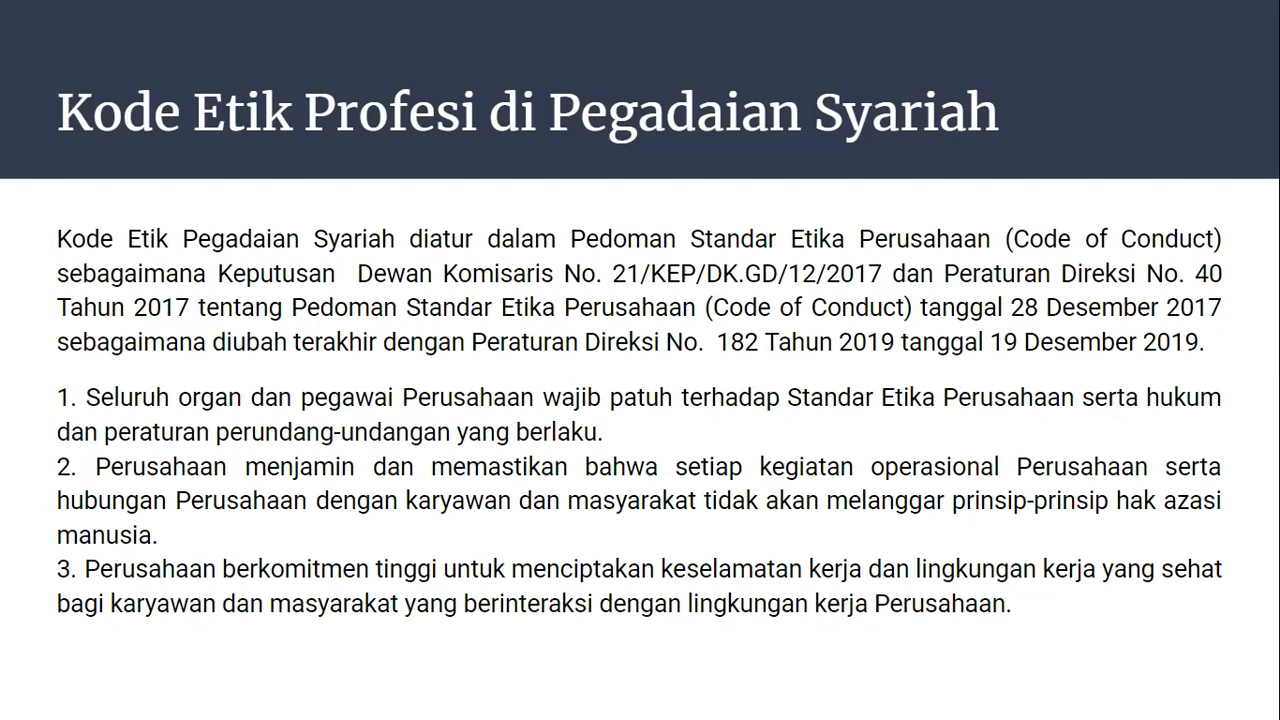 Kode Etik Profesi di Pegadaian Syariah
Kode Etik Pegadaian Syariah diatur dalam Pedoman Standar Etika Perusahaan (Code of Conduct)
sebagaimana Keputusan  Dewan Komisaris No. 21/KEP/DK.GD/12/2017 dan Peraturan Direksi No. 40
Tahun 2017 tentang Pedoman Standar Etika Perusahaan (Code of Conduct) tanggal 28 Desember 2017
sebagaimana diubah terakhir dengan Peraturan Direksi No.  182 Tahun 2019 tanggal 19 Desember 2019.
1. Seluruh organ dan pegawai Perusahaan wajib patuh terhadap Standar Etika Perusahaan serta hukum
dan peraturan perundang-undangan yang berlaku.
2. Perusahaan menjamin dan memastikan bahwa setiap kegiatan operasional Perusahaan serta
hubungan Perusahaan dengan karyawan dan masyarakat tidak akan melanggar prinsip-prinsip hak azasi
manusia.
3. Perusahaan berkomitmen tinggi untuk menciptakan keselamatan kerja dan lingkungan kerja yang sehat
bagi karyawan dan masyarakat yang berinteraksi dengan lingkungan kerja Perusahaan.